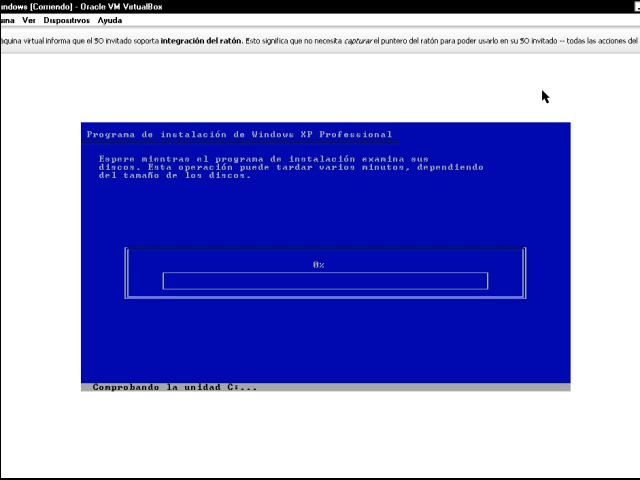 indows [Corriendo] - Oracle VM VirtualBox
uina Ver Dispositivos Ayuda
áquina virtual informa que el SO invitado soporta integración del ratón. Esto significa que no necesita capturar el puntero del ratón para poder usarlo en su SO invitado -- todas las acciones del
Programa de instalación de Windows XP Professional
Espere mientras el programa de instalación examina sus
discos. Esta operación puede tardar varios minutos, dependiendo
del tamaño de los discos.
0%
Comprobando la unidad C:...